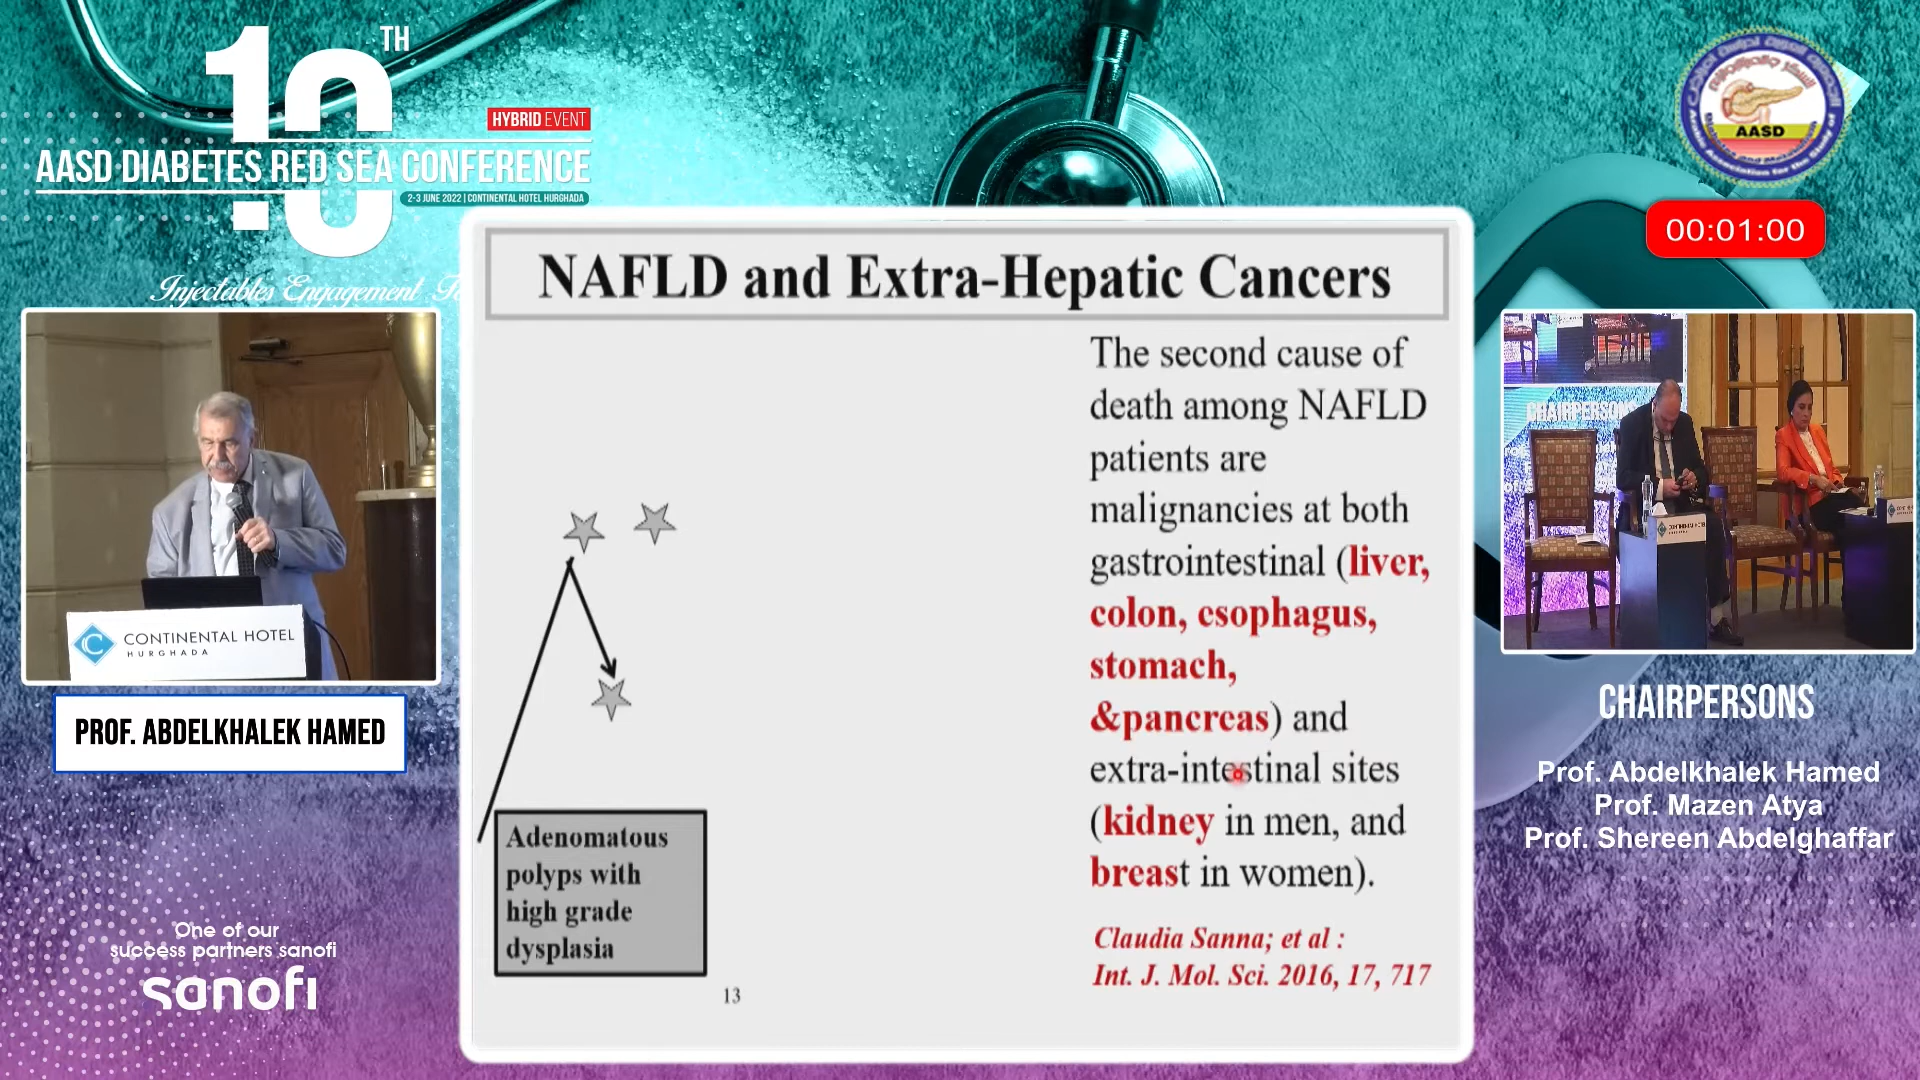 10TH
HYBRID EVENT
AASD DIABETES RED SEA CONFERENCE
2-3 JUNE 2022 | CONTINENTAL HOTEL HURGHADA
Injectables Engagement
AASD
00:01:00
NAFLD and Extra-Hepatic Cancers
The second cause of
death among NAFLD
patients are
malignancies at both
gastrointestinal (liver,
colon, esophagus,
stomach,
&pancreas) and
extra-intestinal sites
(kidney in men, and
breast in women).
Claudia Sanna; et al :
Int. J. Mol. Sci. 2016, 17, 717
Adenomatous
polyps with
high grade
dysplasia
13
CONTINENTAL HOTEL
HURGHADA
PROF. ABDELKHALEK HAMED
One of our
success partners sanofi
sanofi
CHAIRPERSONS
CHAIRPERSONS
Prof. Abdelkhalek Hamed
Prof. Mazen Atya
Prof. Shereen Abdelghaffar